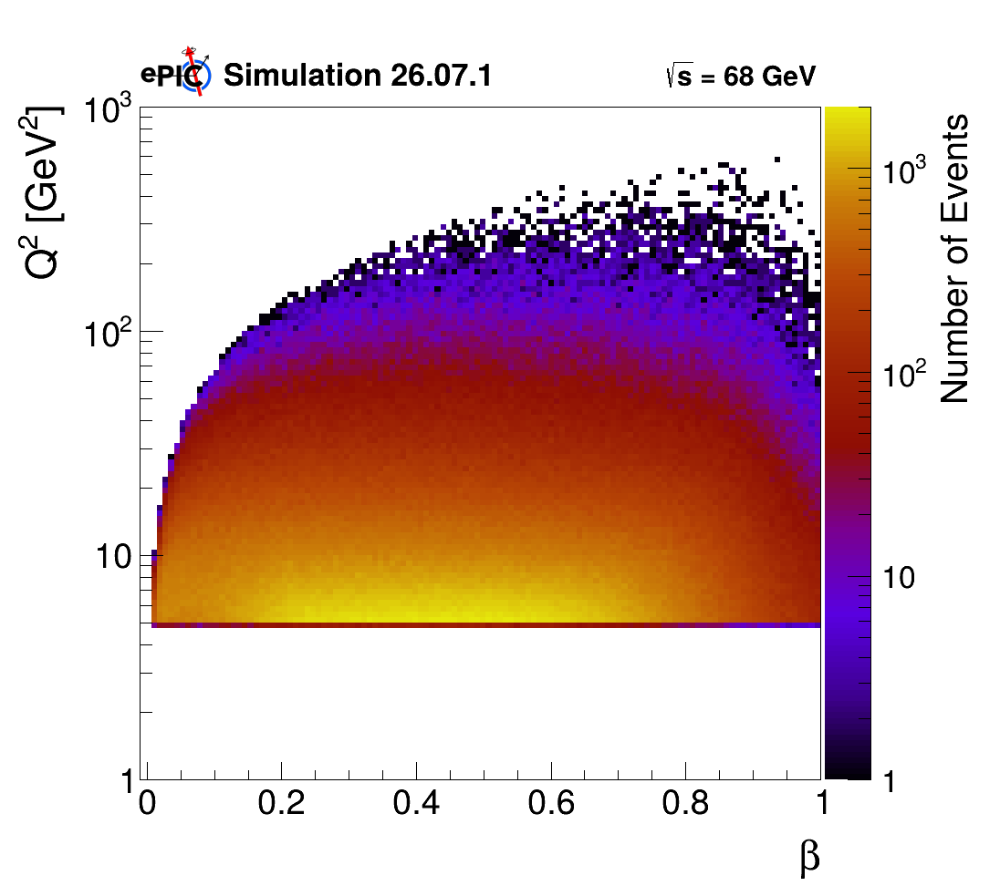 ePIC Simulation 26.07.1
√s = 68 GeV
Q² [GeV²]
10³
10²
10
1
0 0.2 0.4 0.6 0.8 1
β
10³
10²
10
1
Number of Events